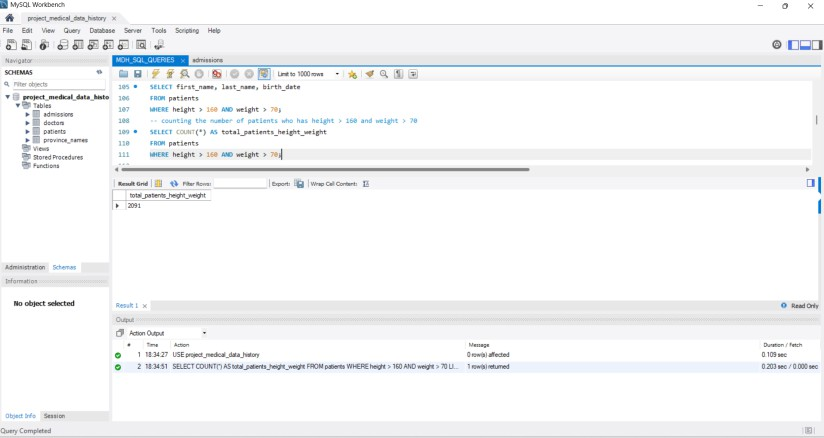 MySQL Workbench
project_medical_data_history
File Edit View Query Database Server Tools Scripting Help
Navigator
SCHEMAS
Filter objects
project_medical_data_histo
Tables
admissions
doctors
patients
province_names
Views
Stored Procedures
Functions
Administration Schemas
Information
No object selected
Object Info Session
MDH_SQL_QUERIES admissions
Limit to 1000 rows
105 SELECT first_name, last_name, birth_date
106 FROM patients
107 WHERE height > 160 AND weight > 70;
108 -- counting the number of patients who has height > 160 and weight > 70
109 SELECT COUNT(*) AS total_patients_height_weight
110 FROM patients
111 WHERE height > 160 AND weight > 70;
Result Grid Filter Rows: Export: Wrap Cell Content:
total_patients_height_weight
2091
Result 1 Read Only
Output
Action Output
# Time Action Message Duration / Fetch
1 18:34:27 USE project_medical_data_history 0 row(s) affected 0.109 sec
2 18:34:51 SELECT COUNT(*) AS total_patients_height_weight FROM patients WHERE height > 160 AND weight > 70 LI... 1 row(s) returned 0.203 sec / 0.000 sec
Query Completed